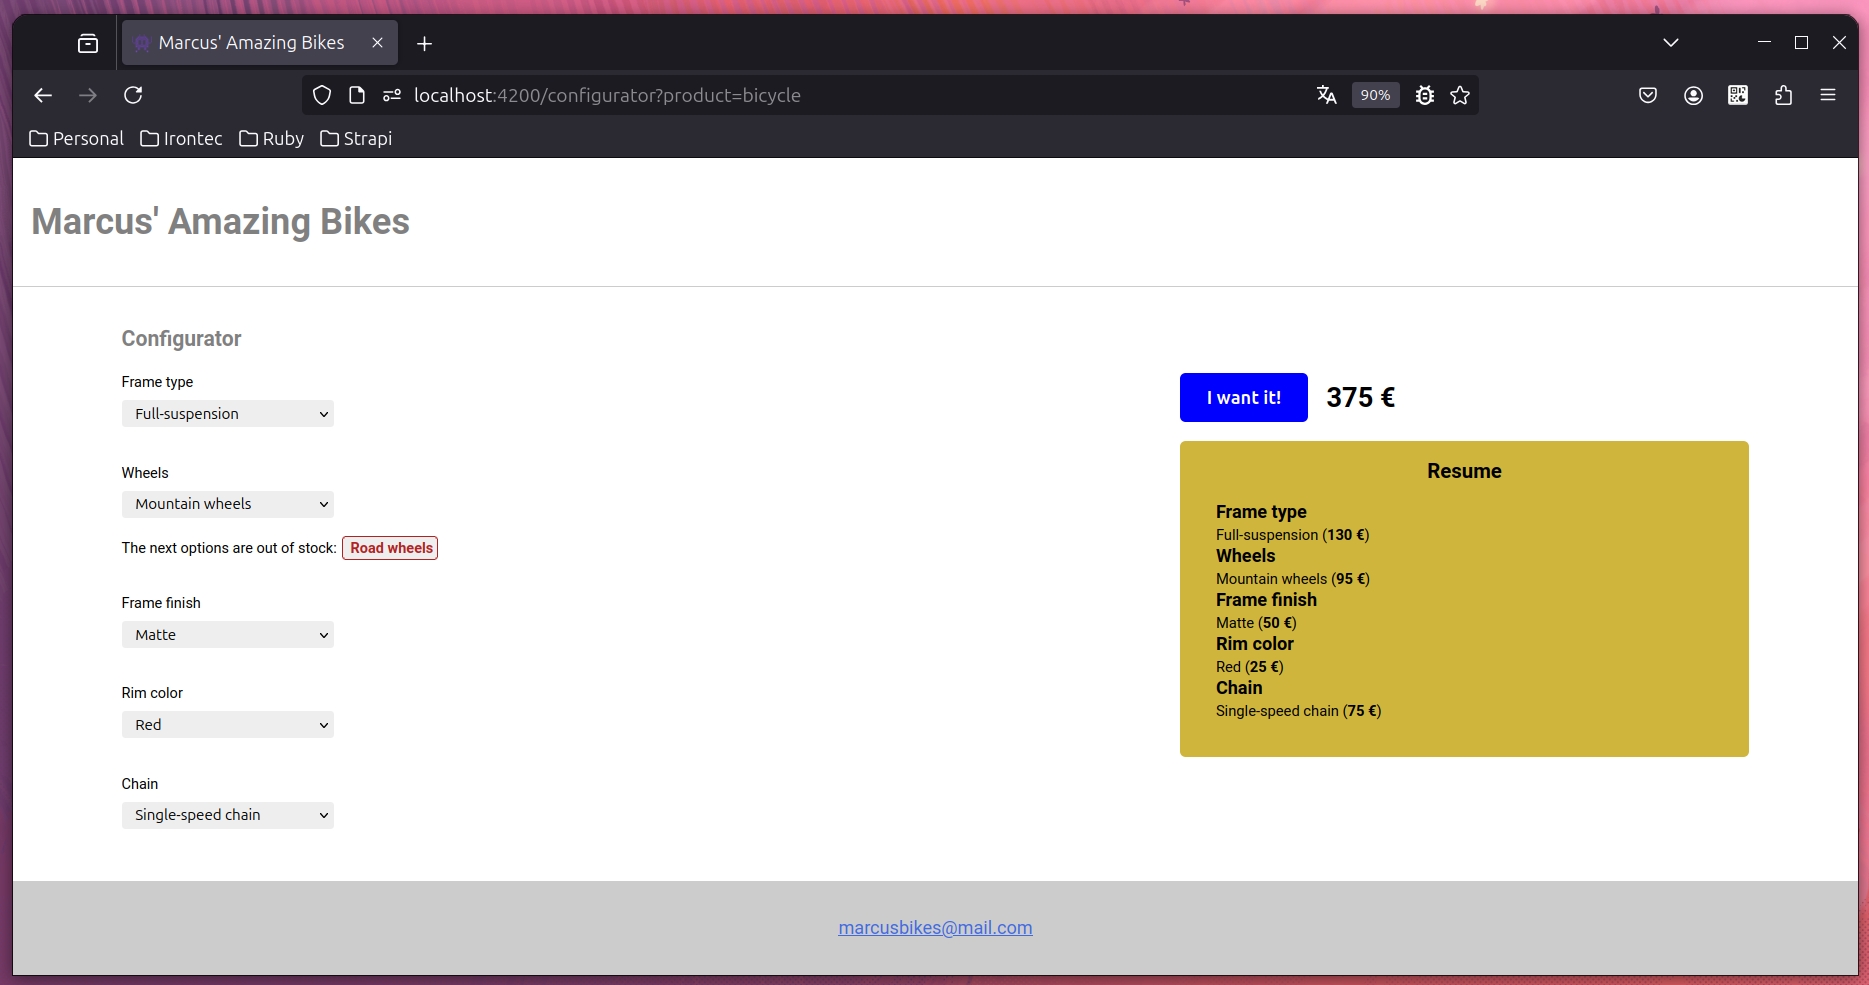 Marcus' Amazing Bikes
localhost:4200/configurator?product=bicycle
90%
Personal
Irontec
Ruby
Strapi
Marcus' Amazing Bikes
Configurator
Frame type
Full-suspension
Wheels
Mountain wheels
The next options are out of stock: Road wheels
Frame finish
Matte
Rim color
Red
Chain
Single-speed chain
I want it!
375 €
Resume
Frame type
Full-suspension (130 €)
Wheels
Mountain wheels (95 €)
Frame finish
Matte (50 €)
Rim color
Red (25 €)
Chain
Single-speed chain (75 €)
marcusbikes@mail.com